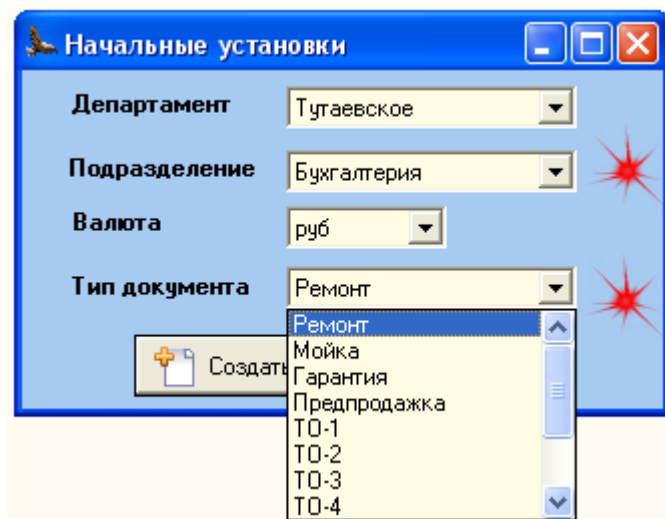 Начальные установки
Департамент Тутаевское
Подразделение Бухгалтерия
Валюта руб
Тип документа Ремонт
Ремонт
Мойка
Создать
Гарантия
Предпродажка
ТО-1
ТО-2
ТО-3
ТО-4